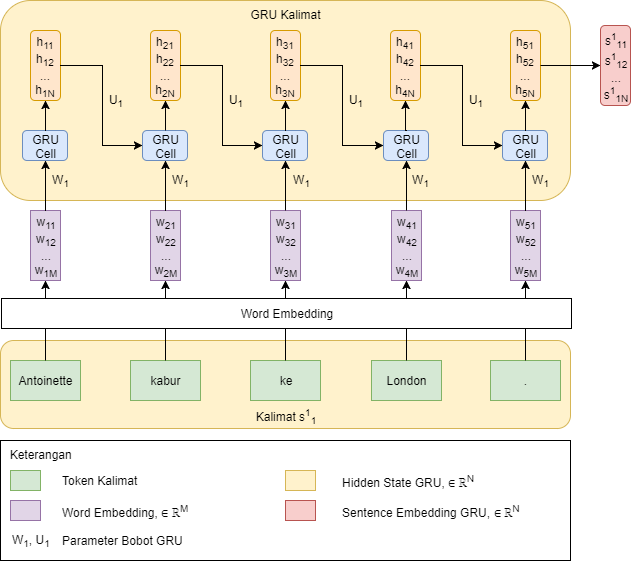 GRU Kalimat
h11 h21 h31 h41 h51 s¹11
h12 h22 h32 h42 h52 s¹12
... ... ... ... ... ...
h1N h2N h3N h4N h5N s¹1N
U1 U1 U1 U1
GRU Cell GRU Cell GRU Cell GRU Cell GRU Cell
W1 W1 W1 W1 W1
w11 w21 w31 w41 w51
w12 w22 w32 w42 w52
... ... ... ... ...
w1M w2M w3M w4M w5M
Word Embedding
Antoinette kabur ke London .
Kalimat s¹1
Keterangan
Token Kalimat
Hidden State GRU, ∈ ℝᴺ
Word Embedding, ∈ ℝᴹ
Sentence Embedding GRU, ∈ ℝᴺ
W1, U1 Parameter Bobot GRU